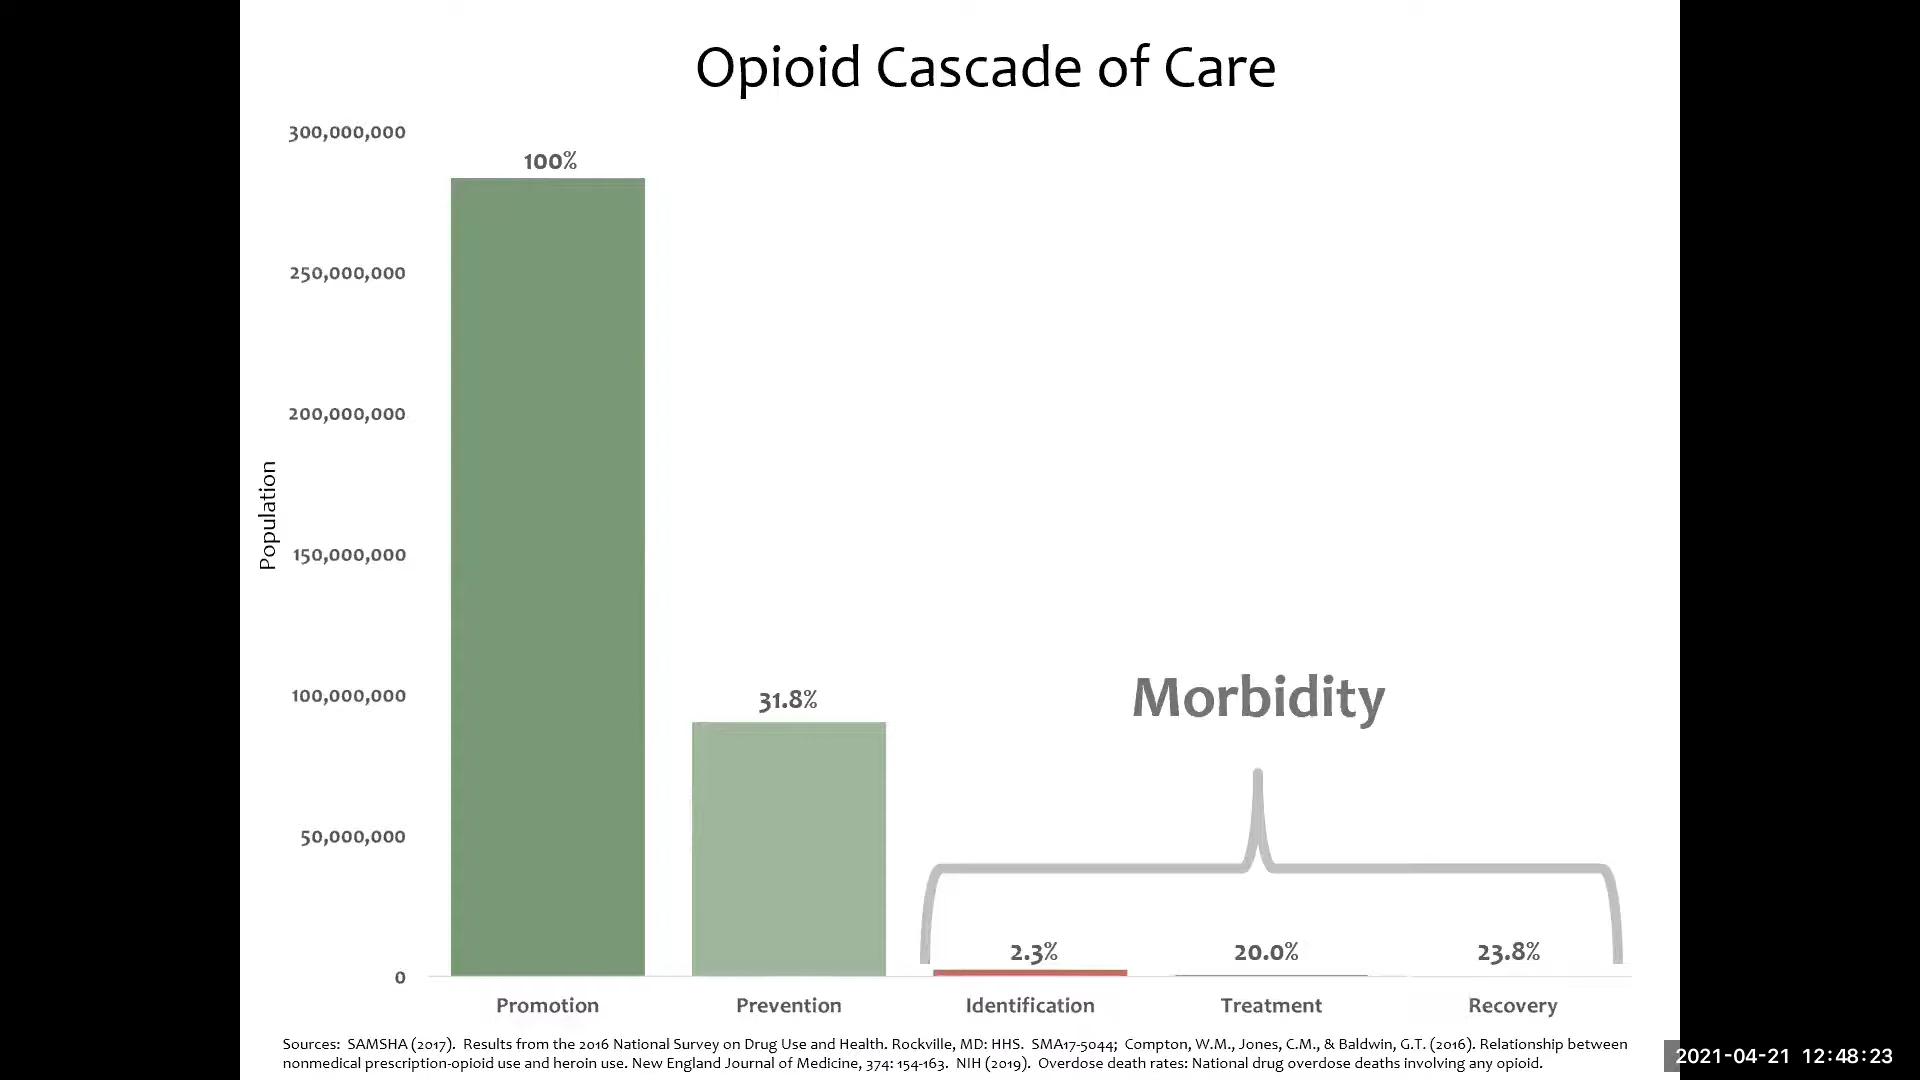 Opioid Cascade of Care
300,000,000
250,000,000
200,000,000
150,000,000
100,000,000
50,000,000
0
Population
100%
31.8%
Morbidity
2.3%
20.0%
23.8%
Promotion
Prevention
Identification
Treatment
Recovery
Sources:  SAMSHA (2017).  Results from the 2016 National Survey on Drug Use and Health. Rockville, MD: HHS.  SMA17-5044;  Compton, W.M., Jones, C.M., & Baldwin, G.T. (2016). Relationship between
nonmedical prescription-opioid use and heroin use. New England Journal of Medicine, 374: 154-163.  NIH (2019).  Overdose death rates: National drug overdose deaths involving any opioid.
2021-04-21 12:48:23